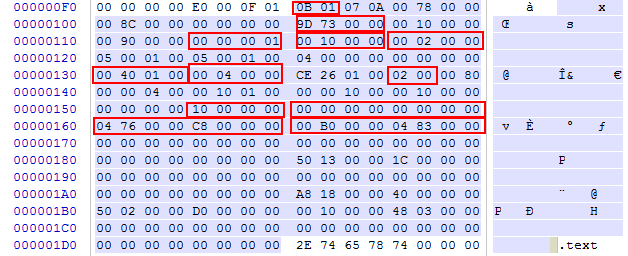 000000F0 00 00 00 00 E0 00 0F 01 0B 01 07 0A 00 78 00 00 à x
00000100 00 8C 00 00 00 00 00 00 9D 73 00 00 00 10 00 00 Œ s
00000110 00 90 00 00 00 00 00 01 00 10 00 00 00 02 00 00
00000120 05 00 01 00 05 00 01 00 04 00 00 00 00 00 00 00
00000130 00 40 01 00 00 04 00 00 CE 26 01 00 02 00 00 80 @ Î& €
00000140 00 00 04 00 00 10 01 00 00 00 10 00 00 10 00 00
00000150 00 00 00 00 10 00 00 00 00 00 00 00 00 00 00 00
00000160 04 76 00 00 C8 00 00 00 00 B0 00 00 04 83 00 00 v È ° ƒ
00000170 00 00 00 00 00 00 00 00 00 00 00 00 00 00 00 00
00000180 00 00 00 00 00 00 00 00 50 13 00 00 1C 00 00 00 P
00000190 00 00 00 00 00 00 00 00 00 00 00 00 00 00 00 00
000001A0 00 00 00 00 00 00 00 00 A8 18 00 00 40 00 00 00 ¨ @
000001B0 50 02 00 00 D0 00 00 00 00 10 00 00 48 03 00 00 P Ð H
000001C0 00 00 00 00 00 00 00 00 00 00 00 00 00 00 00 00
000001D0 00 00 00 00 00 00 00 00 2E 74 65 78 74 00 00 00 .text